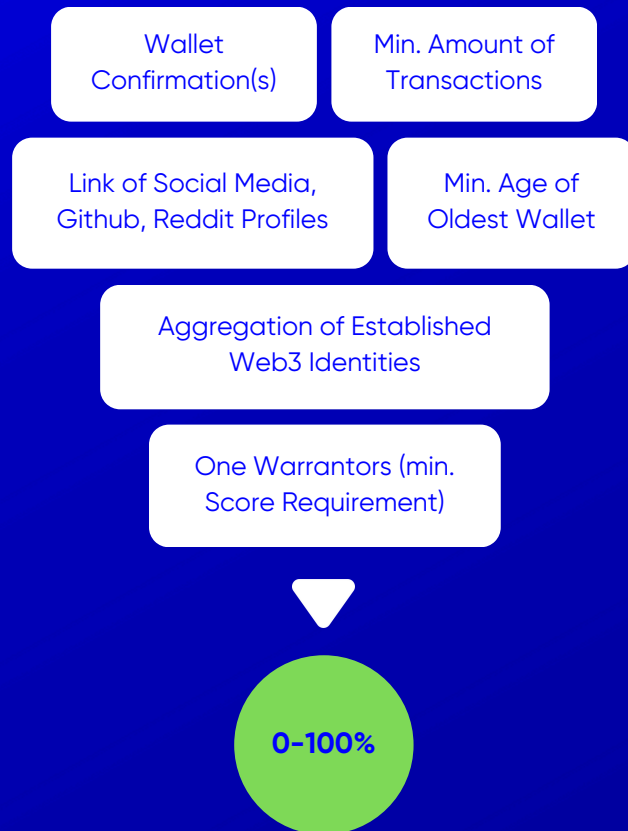 Wallet
Confirmation(s)
Min. Amount of
Transactions
Link of Social Media,
Github, Reddit Profiles
Min. Age of
Oldest Wallet
Aggregation of Established
Web3 Identities
One Warrantors (min.
Score Requirement)
0-100%